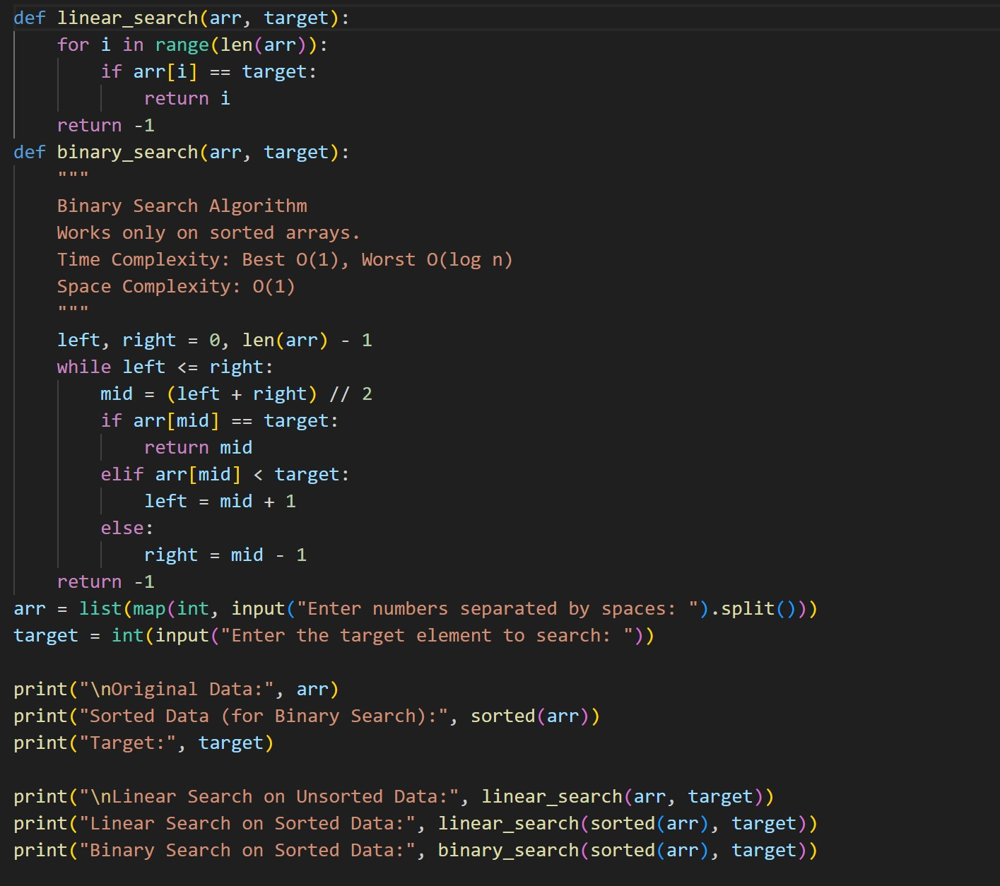 def linear_search(arr, target):
    for i in range(len(arr)):
        if arr[i] == target:
            return i
    return -1
def binary_search(arr, target):
    """
    Binary Search Algorithm
    Works only on sorted arrays.
    Time Complexity: Best O(1), Worst O(log n)
    Space Complexity: O(1)
    """
    left, right = 0, len(arr) - 1
    while left <= right:
        mid = (left + right) // 2
        if arr[mid] == target:
            return mid
        elif arr[mid] < target:
            left = mid + 1
        else:
            right = mid - 1
    return -1
arr = list(map(int, input("Enter numbers separated by spaces: ").split()))
target = int(input("Enter the target element to search: "))

print("\nOriginal Data:", arr)
print("Sorted Data (for Binary Search):", sorted(arr))
print("Target:", target)

print("\nLinear Search on Unsorted Data:", linear_search(arr, target))
print("Linear Search on Sorted Data:", linear_search(sorted(arr), target))
print("Binary Search on Sorted Data:", binary_search(sorted(arr), target))